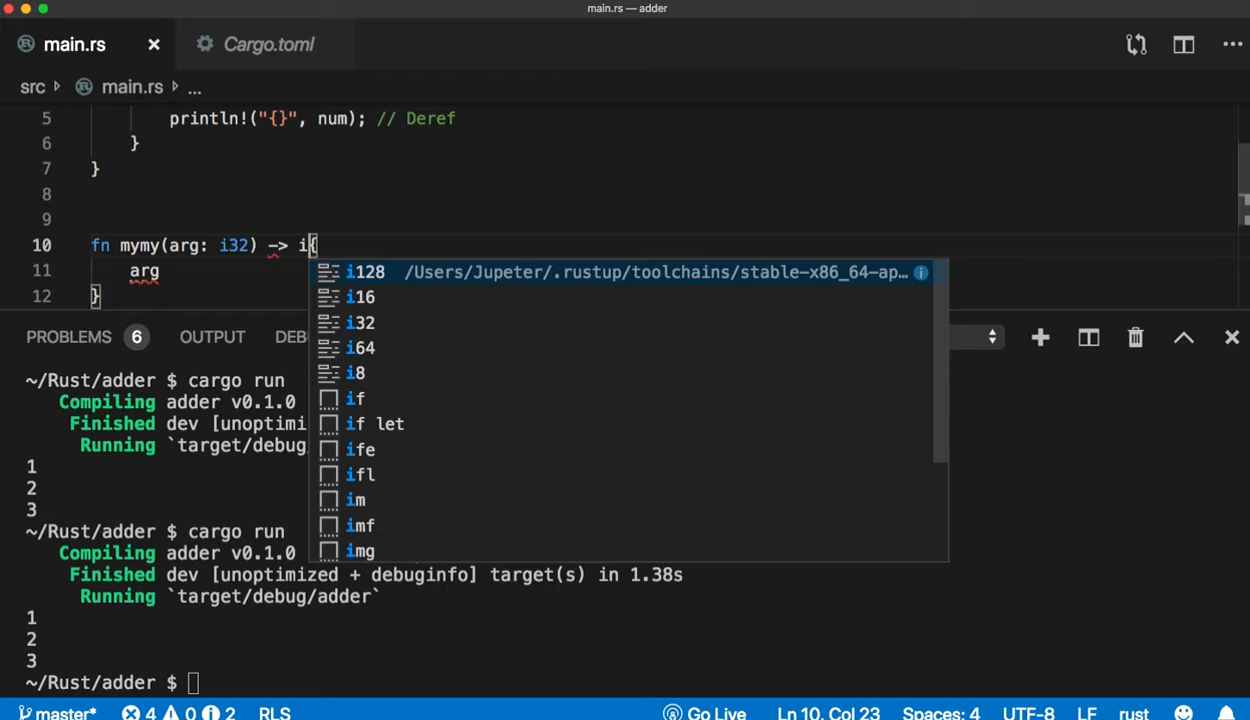 main.rs — adder
main.rs Cargo.toml
src main.rs ...
5 println!("{}", num); // Deref
6 }
7 }
8
9
10 fn mymy(arg: i32) -> i{
11 arg
12 }
i128 /Users/Jupeter/.rustup/toolchains/stable-x86_64-ap…
i16
i32
i64
i8
if
if let
ife
ifl
im
imf
img
PROBLEMS 6 OUTPUT DEB
~/Rust/adder $ cargo run
Compiling adder v0.1.0
Finished dev [unoptimi
Running `target/debug
1
2
3
~/Rust/adder $ cargo run
Compiling adder v0.1.0
Finished dev [unoptimized + debuginfo] target(s) in 1.38s
Running `target/debug/adder`
1
2
3
~/Rust/adder $
master* 4 0 2 RLS Go Live Ln 10, Col 23 Spaces: 4 UTF-8 LF rust